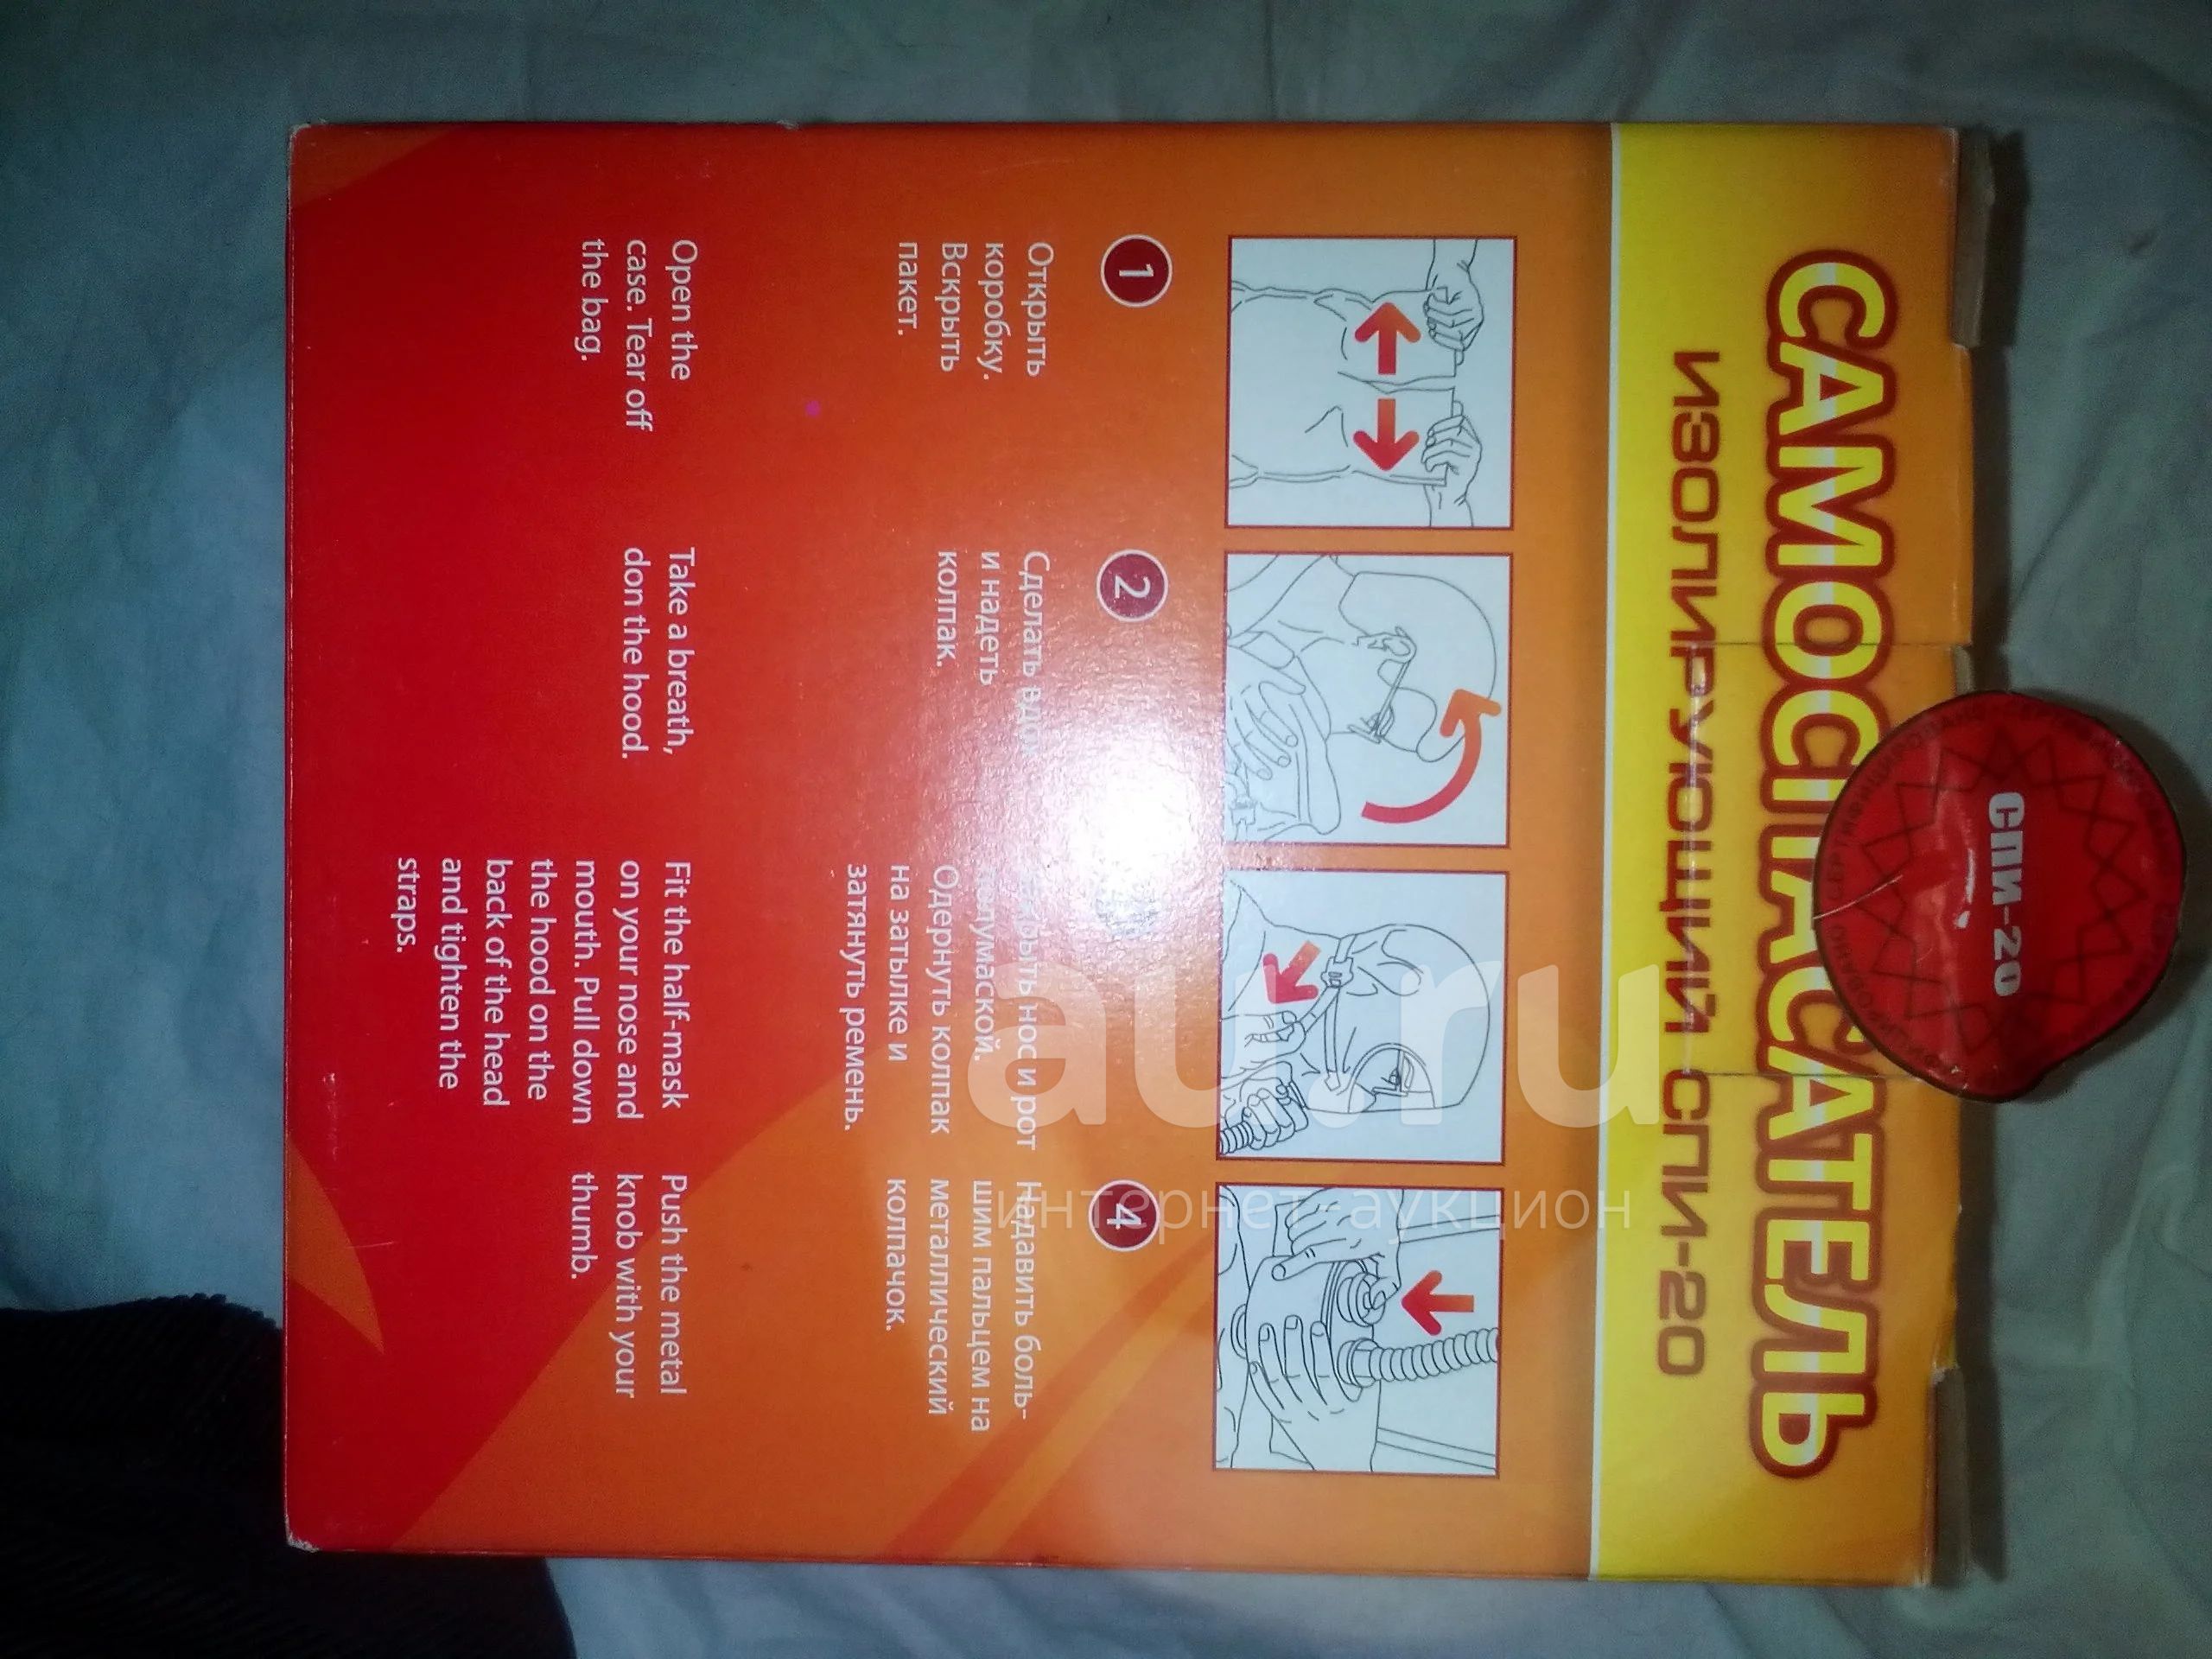 САМОСПАСАТЕЛЬ
ИЗОЛИРУЮЩИЙ СПИ-20
СПИ-20
1
Открыть
коробку.
Вскрыть
пакет.
Open the
case. Tear off
the bag.
2
Сделать вдох
и надеть
колпак.
Take a breath,
don the hood.
нос и рот
полумаской.
Одернуть колпак
на затылке и
затянуть ремень.
Fit the half-mask
on your nose and
mouth. Pull down
the hood on the
back of the head
and tighten the
straps.
4
Надавить боль-
шим пальцем на
металлический
колпачок.
Push the metal
knob with your
thumb.
au.ru
интернет-аукцион